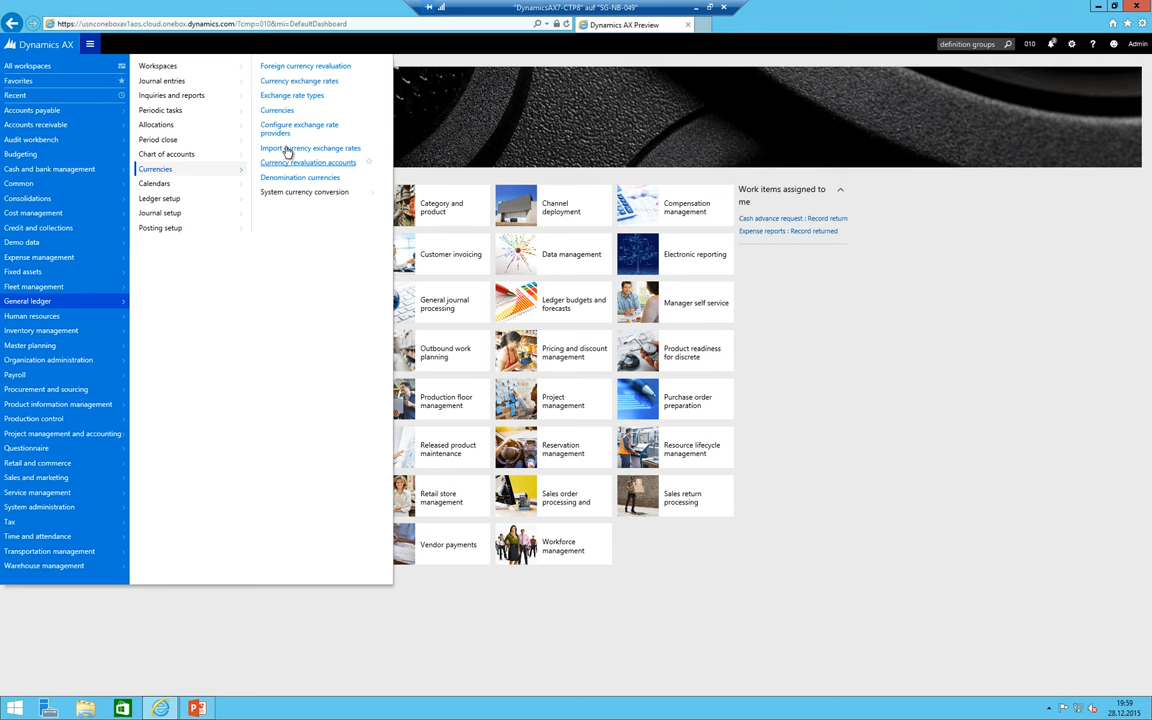 "DynamicsAX7-CTP8" auf "SG-NB-049"
https://usnconeboxax1aos.cloud.onebox.dynamics.com/?cmp=010&mi=DefaultDashboard
Dynamics AX Preview
Dynamics AX
definition groups
010
Admin
All workspaces
Favorites
Recent
Accounts payable
Accounts receivable
Audit workbench
Budgeting
Cash and bank management
Common
Consolidations
Cost management
Credit and collections
Demo data
Expense management
Fixed assets
Fleet management
General ledger
Human resources
Inventory management
Master planning
Organization administration
Payroll
Procurement and sourcing
Product information management
Production control
Project management and accounting
Questionnaire
Retail and commerce
Sales and marketing
Service management
System administration
Tax
Time and attendance
Transportation management
Warehouse management
Workspaces
Journal entries
Inquiries and reports
Periodic tasks
Allocations
Period close
Chart of accounts
Currencies
Calendars
Ledger setup
Journal setup
Posting setup
Foreign currency revaluation
Currency exchange rates
Exchange rate types
Currencies
Configure exchange rate
providers
Import currency exchange rates
Currency revaluation accounts
Denomination currencies
System currency conversion
Category and
product
Channel
deployment
Compensation
management
Customer invoicing
Data management
Electronic reporting
General journal
processing
Ledger budgets and
forecasts
Manager self service
Outbound work
planning
Pricing and discount
management
Product readiness
for discrete
Production floor
management
Project
management
Purchase order
preparation
Released product
maintenance
Reservation
management
Resource lifecycle
management
Retail store
management
Sales order
processing and
Sales return
processing
Vendor payments
Workforce
management
Work items assigned to
me
Cash advance request : Record return
Expense reports : Record returned
19:59
28.12.2015